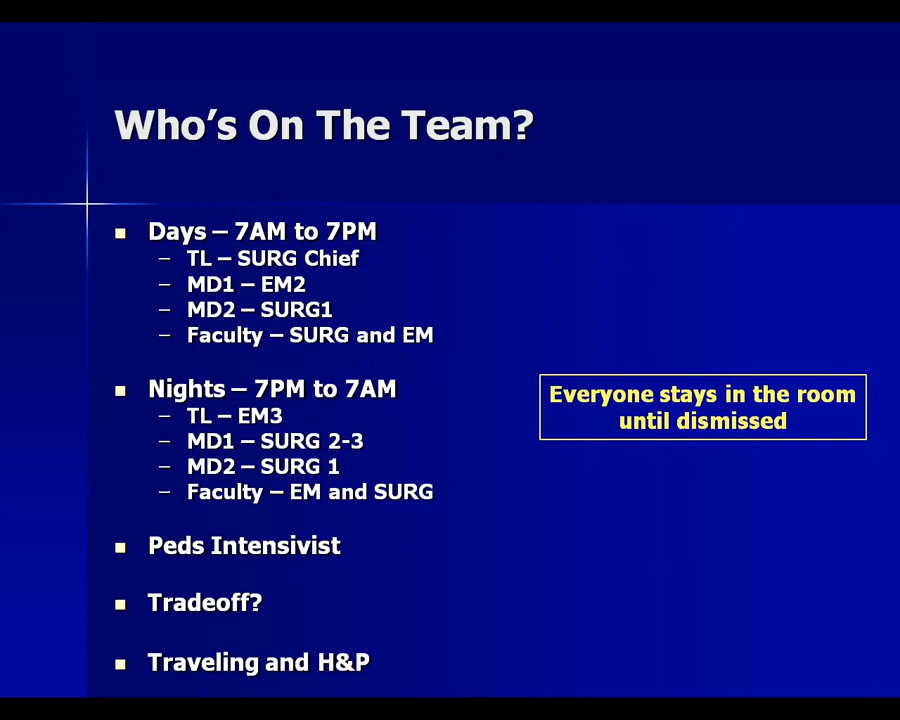 Who's On The Team?
Days – 7AM to 7PM
– TL – SURG Chief
– MD1 – EM2
– MD2 – SURG1
– Faculty – SURG and EM
Nights – 7PM to 7AM
– TL – EM3
– MD1 – SURG 2-3
– MD2 – SURG 1
– Faculty – EM and SURG
Everyone stays in the room
until dismissed
Peds Intensivist
Tradeoff?
Traveling and H&P